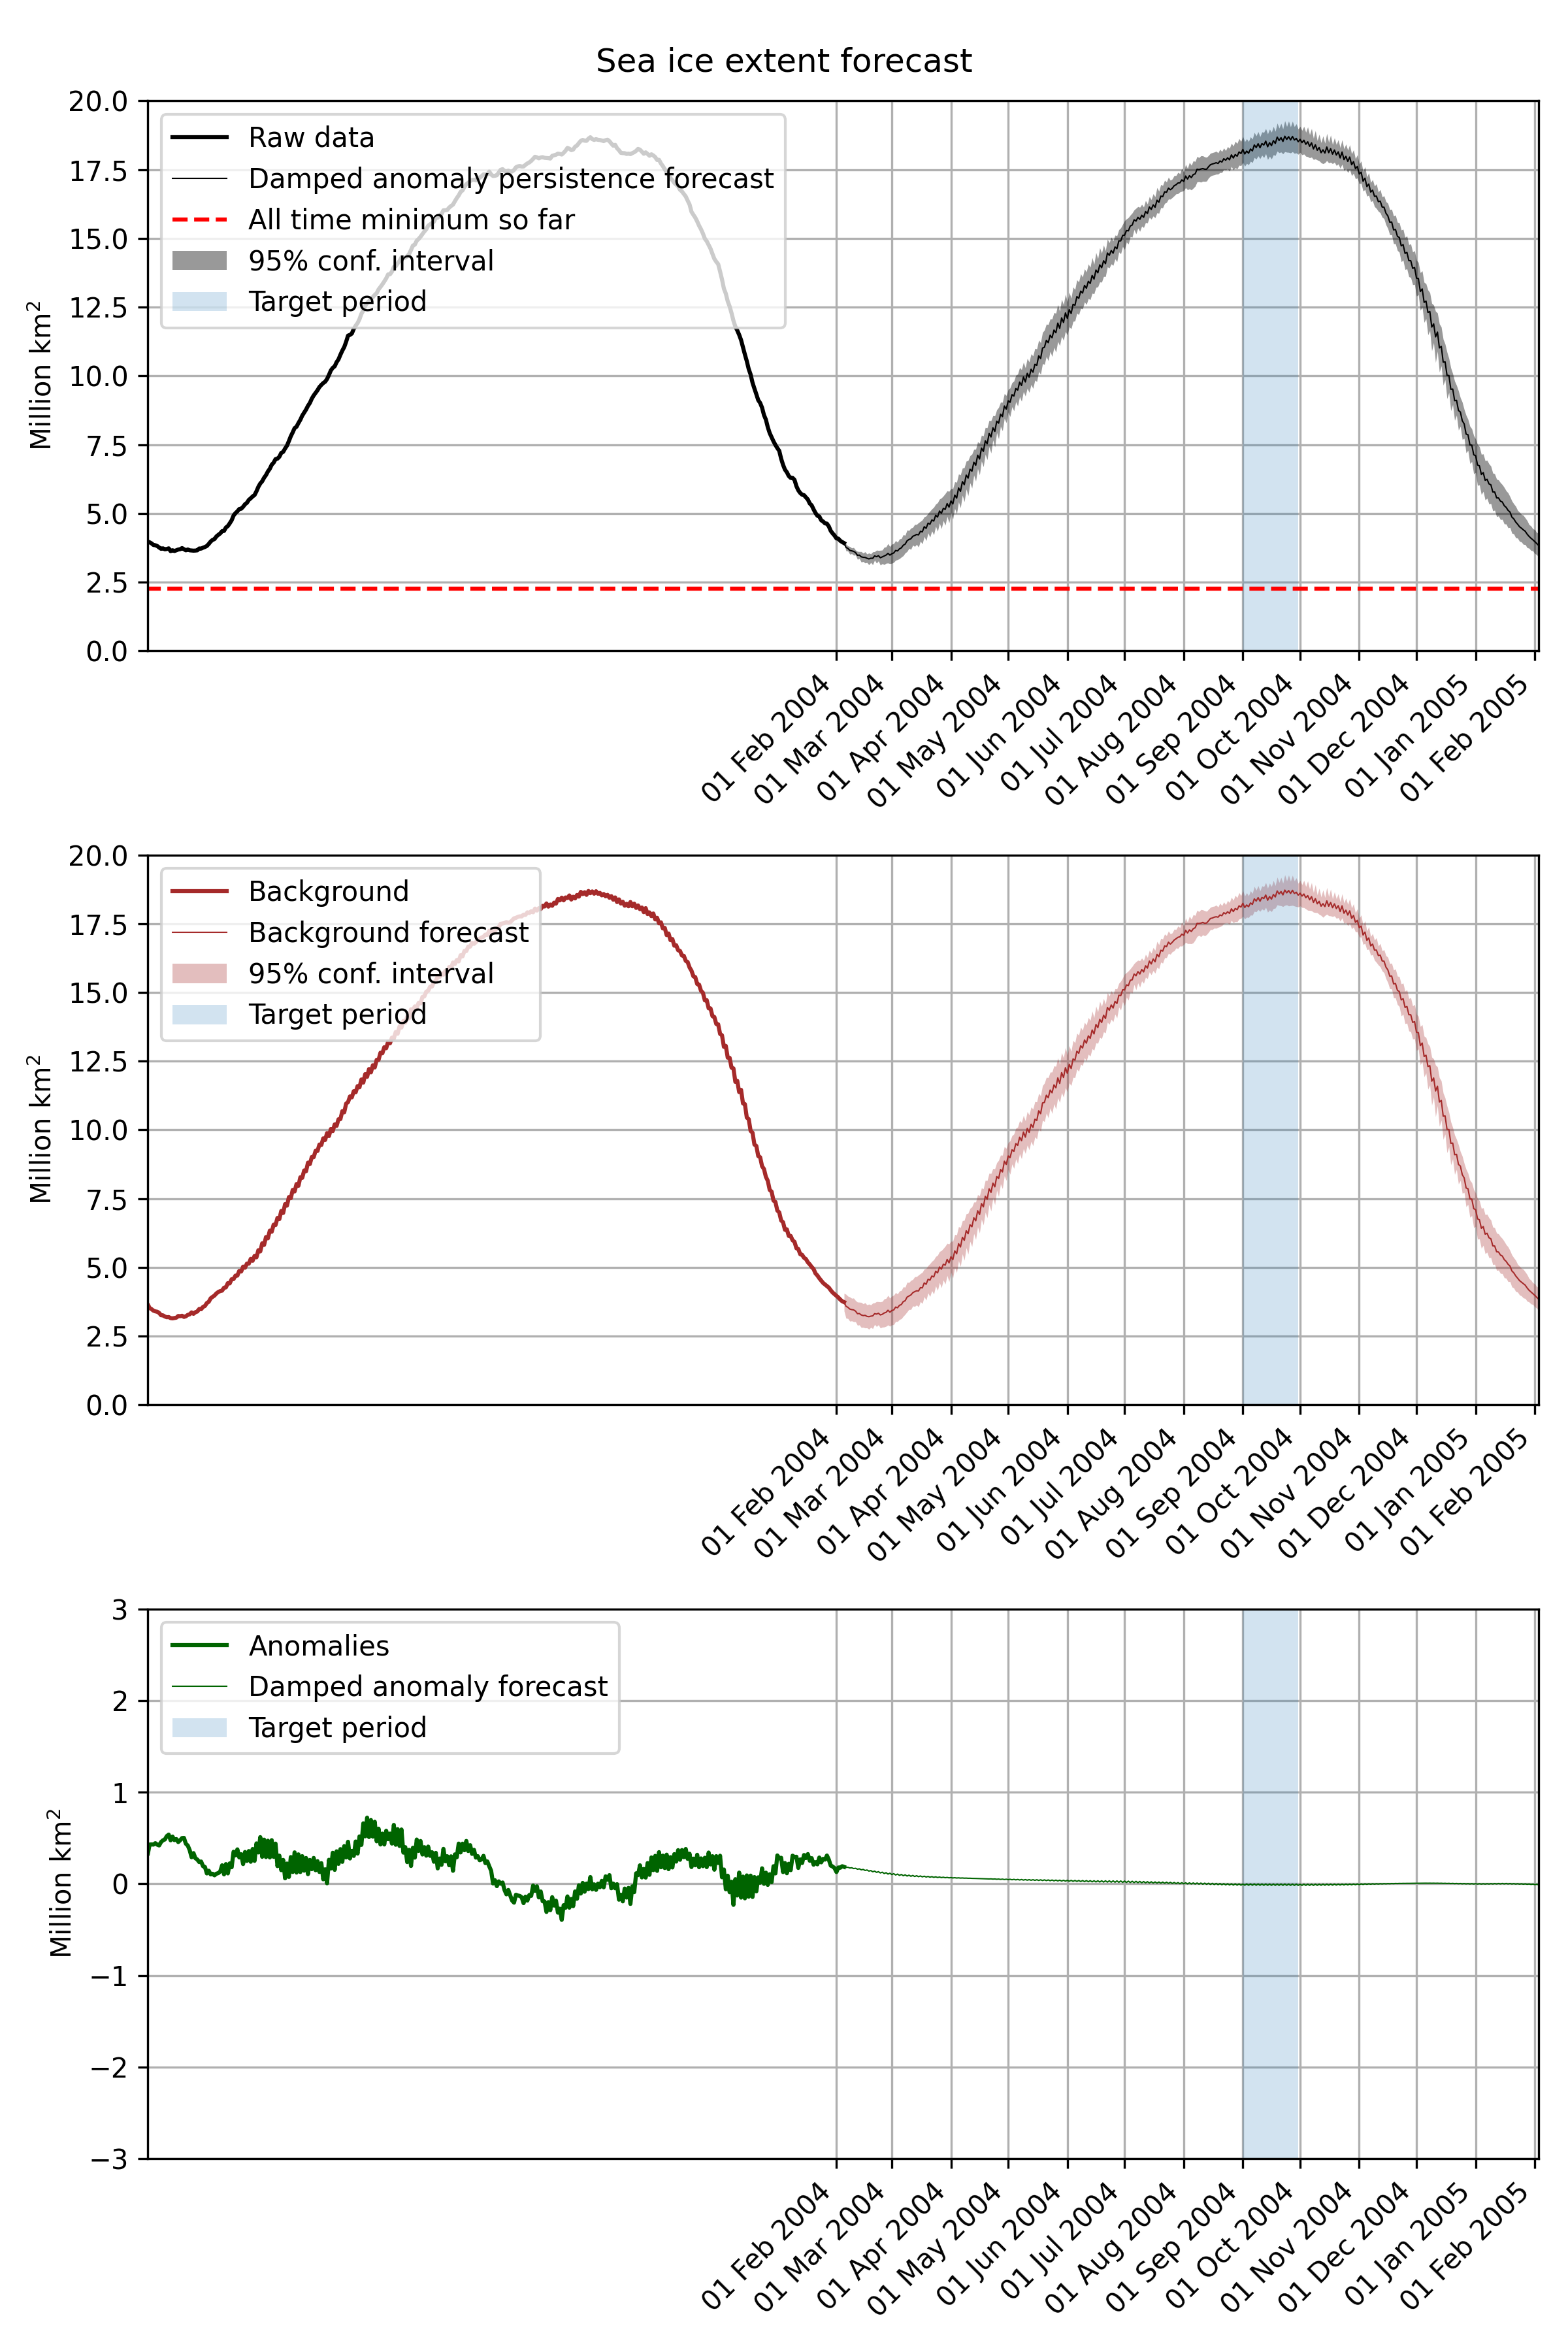 Sea ice extent forecast
20.0
17.5
15.0
12.5
10.0
7.5
5.0
2.5
0.0
Million km²
Raw data
Damped anomaly persistence forecast
All time minimum so far
95% conf. interval
Target period
01 Feb 2004
01 Mar 2004
01 Apr 2004
01 May 2004
01 Jun 2004
01 Jul 2004
01 Aug 2004
01 Sep 2004
01 Oct 2004
01 Nov 2004
01 Dec 2004
01 Jan 2005
01 Feb 2005
20.0
17.5
15.0
12.5
10.0
7.5
5.0
2.5
0.0
Million km²
Background
Background forecast
95% conf. interval
Target period
01 Feb 2004
01 Mar 2004
01 Apr 2004
01 May 2004
01 Jun 2004
01 Jul 2004
01 Aug 2004
01 Sep 2004
01 Oct 2004
01 Nov 2004
01 Dec 2004
01 Jan 2005
01 Feb 2005
3
2
1
0
−1
−2
−3
Million km²
Anomalies
Damped anomaly forecast
Target period
01 Feb 2004
01 Mar 2004
01 Apr 2004
01 May 2004
01 Jun 2004
01 Jul 2004
01 Aug 2004
01 Sep 2004
01 Oct 2004
01 Nov 2004
01 Dec 2004
01 Jan 2005
01 Feb 2005